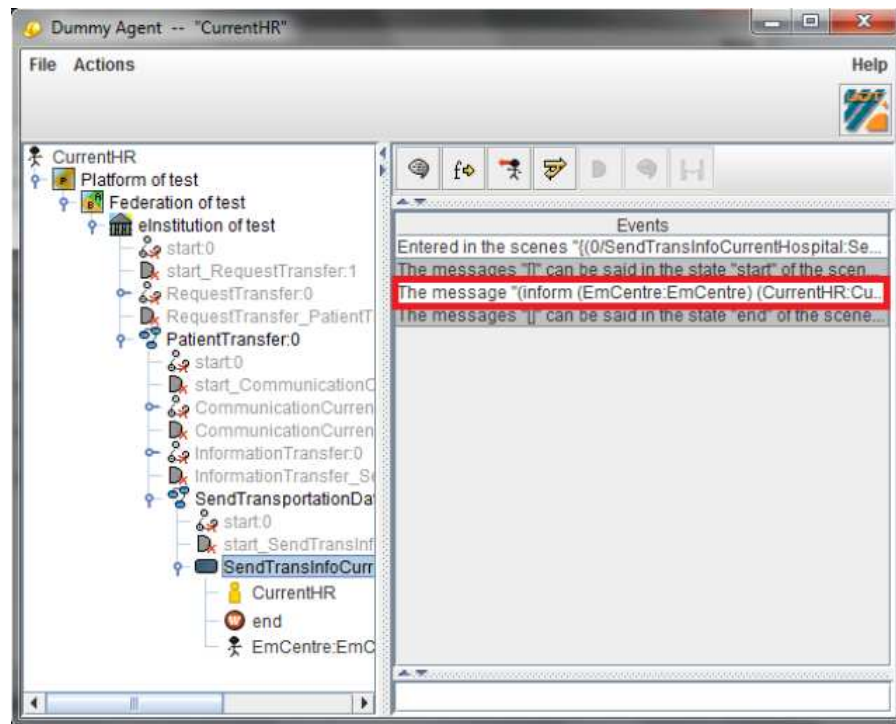 Dummy Agent -- "CurrentHR"
File Actions Help
CurrentHR
Platform of test
Federation of test
eInstitution of test
start:0
start_RequestTransfer:1
RequestTransfer:0
RequestTransfer_PatientT
PatientTransfer:0
start:0
start_CommunicationC
CommunicationCurren
CommunicationCurren
InformationTransfer:0
InformationTransfer_Se
SendTransportationDa
start:0
start_SendTransInf
SendTransInfoCurr
CurrentHR
end
EmCentre:EmC
Events
Entered in the scenes "[(0/SendTransInfoCurrentHospital:Se...
The messages "[]" can be said in the state "start" of the scen...
The message "(inform (EmCentre:EmCentre) (CurrentHR:Cu...
The messages "[]" can be said in the state "end" of the scene...